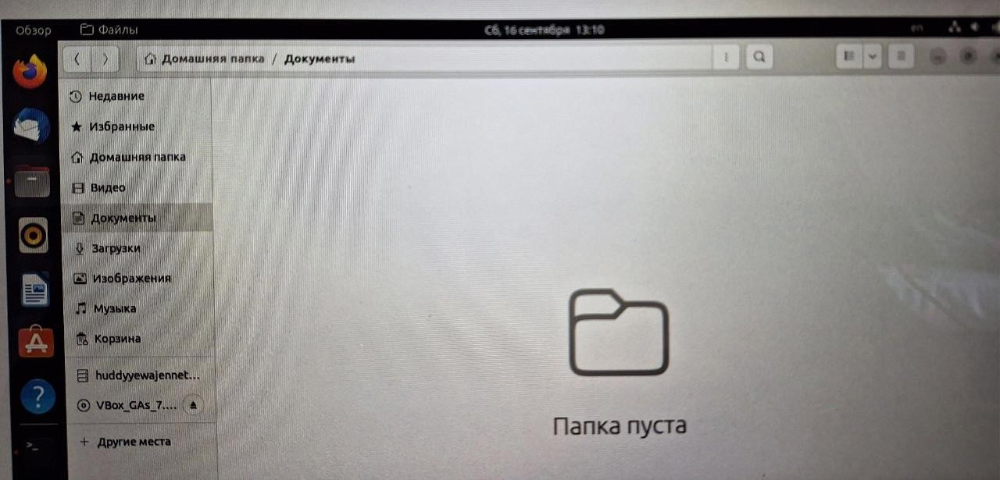 Обзор Файлы Сб, 16 сентября 13:10 en
Домашняя папка / Документы
Недавние
Избранные
Домашняя папка
Видео
Документы
Загрузки
Изображения
Музыка
Корзина
huddyyewajennet...
VBox_GAs_7....
Другие места
Папка пуста